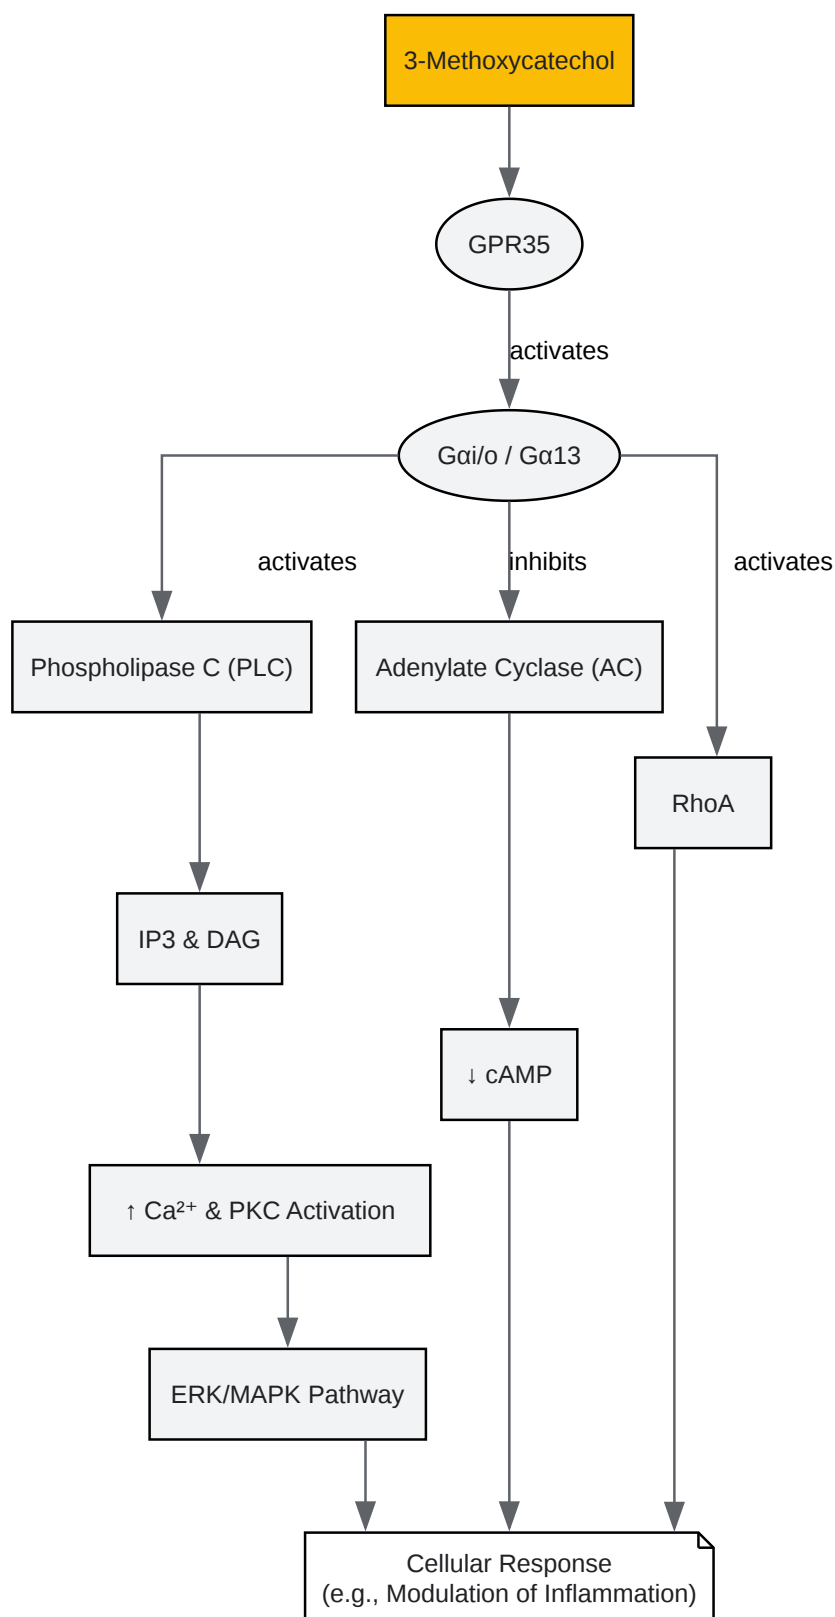 3-Methoxycatechol
GPR35
activates
Gαi/o / Gα13
activates
inhibits
activates
Phospholipase C (PLC)
Adenylate Cyclase (AC)
RhoA
IP3 & DAG
↓ cAMP
↑ Ca²⁺ & PKC Activation
ERK/MAPK Pathway
Cellular Response
(e.g., Modulation of Inflammation)